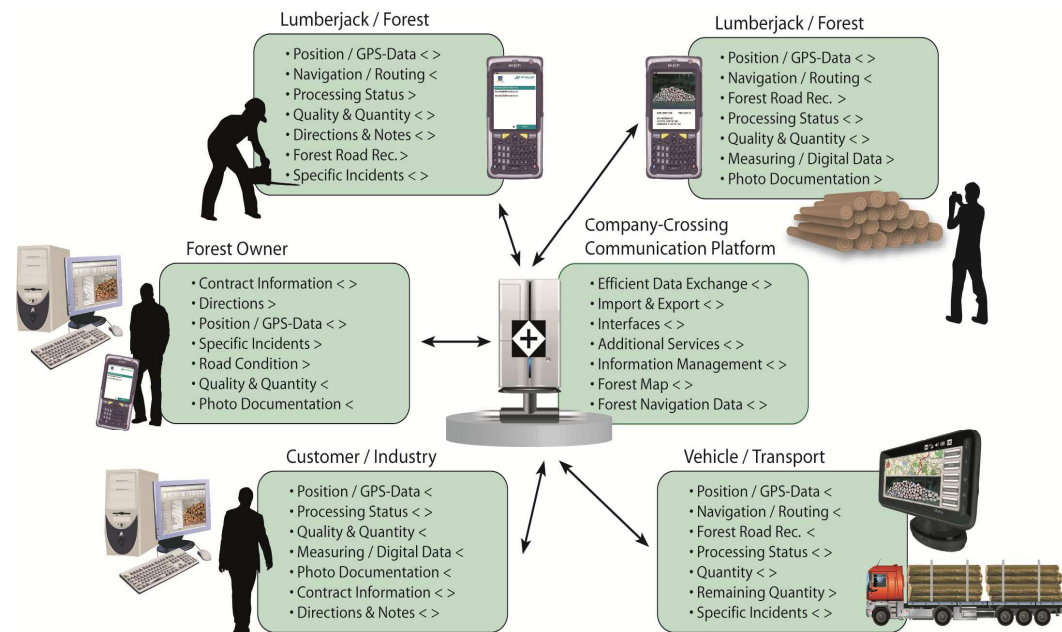 Lumberjack / Forest
• Position / GPS-Data < >
• Navigation / Routing <
• Processing Status >
• Quality & Quantity < >
• Directions & Notes < >
• Forest Road Rec. >
• Specific Incidents < >
Lumberjack / Forest
• Position / GPS-Data < >
• Navigation / Routing <
• Forest Road Rec. >
• Processing Status < >
• Quality & Quantity < >
• Measuring / Digital Data >
• Photo Documentation >
Forest Owner
• Contract Information < >
• Directions >
• Position / GPS-Data < >
• Specific Incidents >
• Road Condition >
• Quality & Quantity <
• Photo Documentation <
Company-Crossing
Communication Platform
• Efficient Data Exchange < >
• Import & Export < >
• Interfaces < >
• Additional Services < >
• Information Management < >
• Forest Map < >
• Forest Navigation Data < >
Customer / Industry
• Position / GPS-Data <
• Processing Status < >
• Quality & Quantity <
• Measuring / Digital Data <
• Photo Documentation <
• Contract Information < >
• Directions & Notes < >
Vehicle / Transport
• Position / GPS-Data <
• Navigation / Routing <
• Forest Road Rec. <
• Processing Status < >
• Quantity < >
• Remaining Quantity >
• Specific Incidents < >